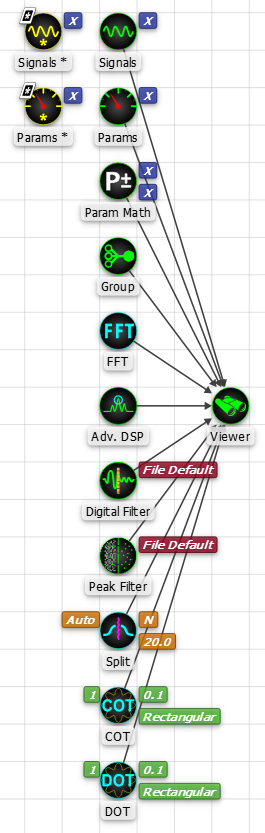 X
X
Signals *
Signals
X
X
Params *
Params
P±
X
X
Param Math
Group
FFT
FFT
Adv. DSP
Viewer
File Default
Digital Filter
File Default
Peak Filter
Auto
N
20.0
Split
1
COT
0.1
Rectangular
COT
1
DOT
0.1
Rectangular
DOT